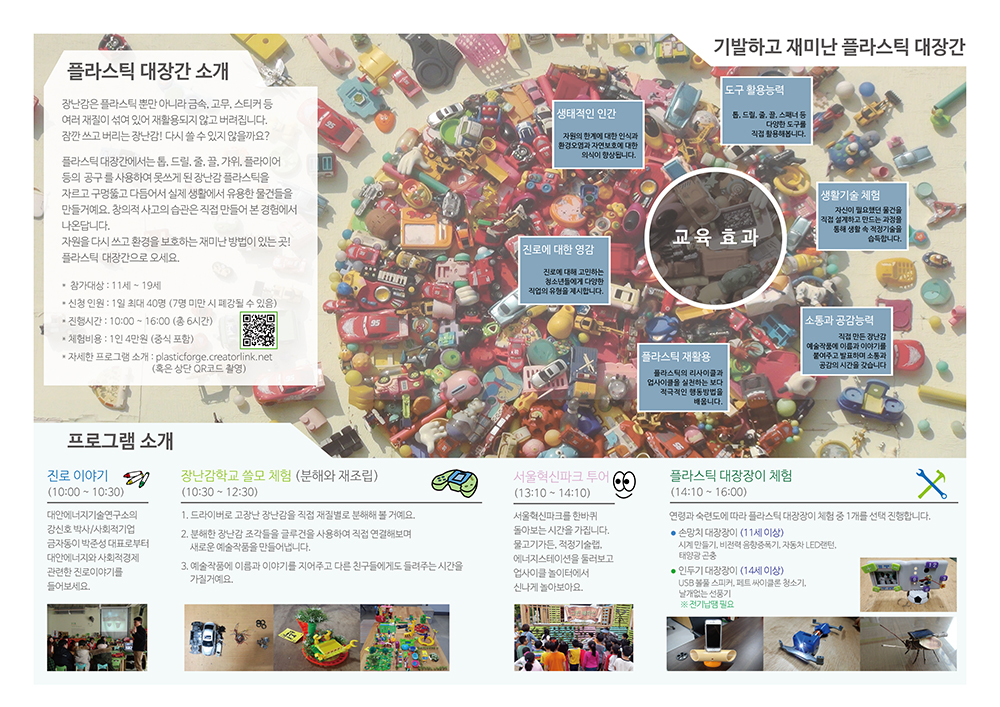 기발하고 재미난 플라스틱 대장간
플라스틱 대장간 소개
장난감은 플라스틱 뿐만 아니라 금속, 고무, 스티커 등
여러 재질이 섞여 있어 재활용되지 않고 버려집니다.
잠깐 쓰고 버리는 장난감! 다시 쓸 수 있지 않을까요?
플라스틱 대장간에서는 톱, 드릴, 줄, 끌, 가위, 플라이어
등의 공구를 사용하여 못쓰게 된 장난감 플라스틱을
자르고 구멍뚫고 다듬어서 실제 생활에서 유용한 물건들을
만들거예요. 창의적 사고의 습관은 직접 만들어 본 경험에서
나온답니다.
자원을 다시 쓰고 환경을 보호하는 재미난 방법이 있는 곳!
플라스틱 대장간으로 오세요.
* 참가대상 : 11세 ~ 19세
* 신청 인원 : 1일 최대 40명 (7명 미만 시 폐강될 수 있음)
* 진행시간 : 10:00 ~ 16:00 (총 6시간)
* 체험비용 : 1인 4만원 (중식 포함)
* 자세한 프로그램 소개 : plasticforge.creatorlink.net
(혹은 상단 QR코드 촬영)
교육 효과
생태적인 인간
자원의 한계에 대한 인식과
환경오염과 자연보호에 대한
의식이 향상됩니다.
도구 활용능력
톱, 드릴, 줄, 끌, 스패너 등
다양한 도구를
직접 활용해봅니다.
생활기술 체험
자신이 필요했던 물건을
직접 설계하고 만드는 과정을
통해 생활 속 적정기술을
습득합니다.
진로에 대한 영감
진로에 대해 고민하는
청소년들에게 다양한
직업의 유형을 제시합니다.
소통과 공감능력
직접 만든 장난감
예술작품에 이름과 이야기를
붙여주고 발표하며 소통과
공감의 시간을 갖습니다
플라스틱 재활용
플라스틱의 리사이클과
업사이클을 실천하는 보다
적극적인 행동방법을
배웁니다.
프로그램 소개
진로 이야기
(10:00 ~ 10:30)
대안에너지기술연구소의
강신호 박사/사회적기업
금자동이 박준성 대표로부터
대안에너지와 사회적경제
관련한 진로이야기를
들어보세요.
장난감학교 쓸모 체험 (분해와 재조립)
(10:30 ~ 12:30)
1. 드라이버로 고장난 장난감을 직접 재질별로 분해해 볼 거예요.
2. 분해한 장난감 조각들을 글루건을 사용하여 직접 연결해보며
새로운 예술작품을 만들어냅니다.
3. 예술작품에 이름과 이야기를 지어주고 다른 친구들에게도 들려주는 시간을
가질거예요.
서울혁신파크 투어
(13:10 ~ 14:10)
서울혁신파크를 한바퀴
돌아보는 시간을 가집니다.
물고기가든, 적정기술랩,
에너지스테이션을 둘러보고
업사이클 놀이터에서
신나게 놀아보아요.
플라스틱 대장장이 체험
(14:10 ~ 16:00)
연령과 숙련도에 따라 플라스틱 대장장이 체험 중 1개를 선택 진행합니다.
● 손망치 대장장이 (11세 이상)
시계 만들기, 비전력 음향증폭기, 자동차 LED랜턴,
태양광 곤충
● 인두기 대장장이 (14세 이상)
USB 볼풀 스피커, 페트 싸이클론 청소기,
날개없는 선풍기
※ 전기납땜 필요